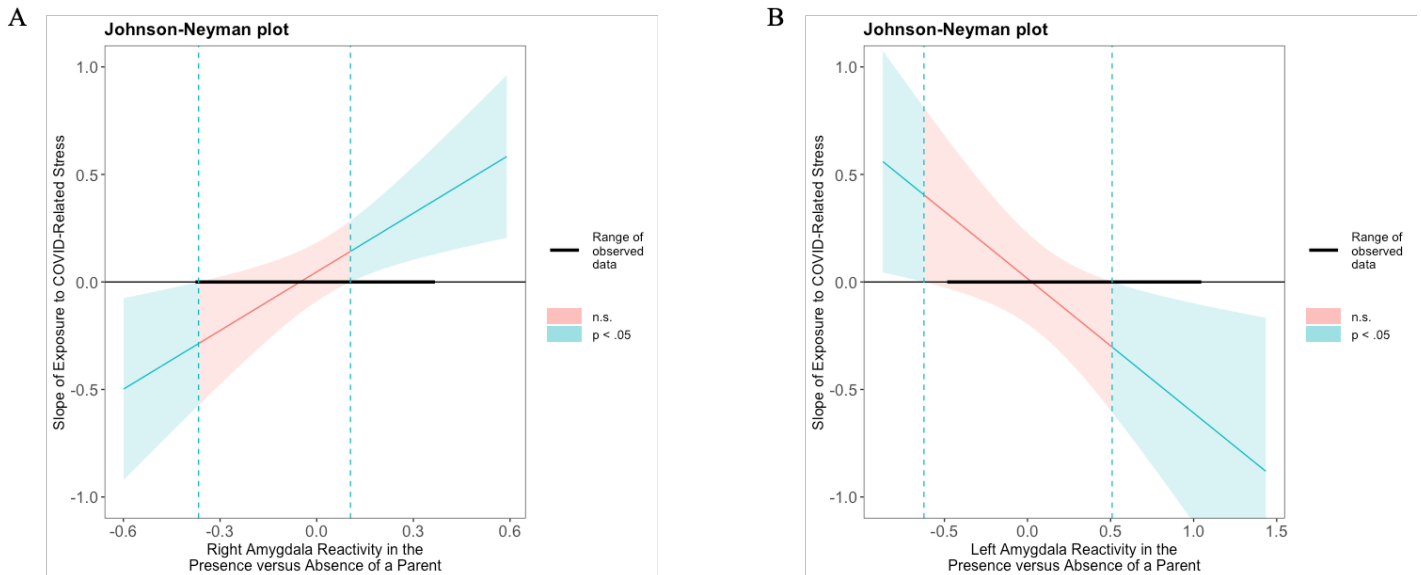 A
Johnson-Neyman plot
Slope of Exposure to COVID-Related Stress
1.0
0.5
0.0
-0.5
-1.0
-0.6
-0.3
0.0
0.3
0.6
Right Amygdala Reactivity in the
Presence versus Absence of a Parent
Range of
observed
data
n.s.
p < .05
B
Johnson-Neyman plot
Slope of Exposure to COVID-Related Stress
1.0
0.5
0.0
-0.5
-1.0
-0.5
0.0
0.5
1.0
1.5
Left Amygdala Reactivity in the
Presence versus Absence of a Parent
Range of
observed
data
n.s.
p < .05